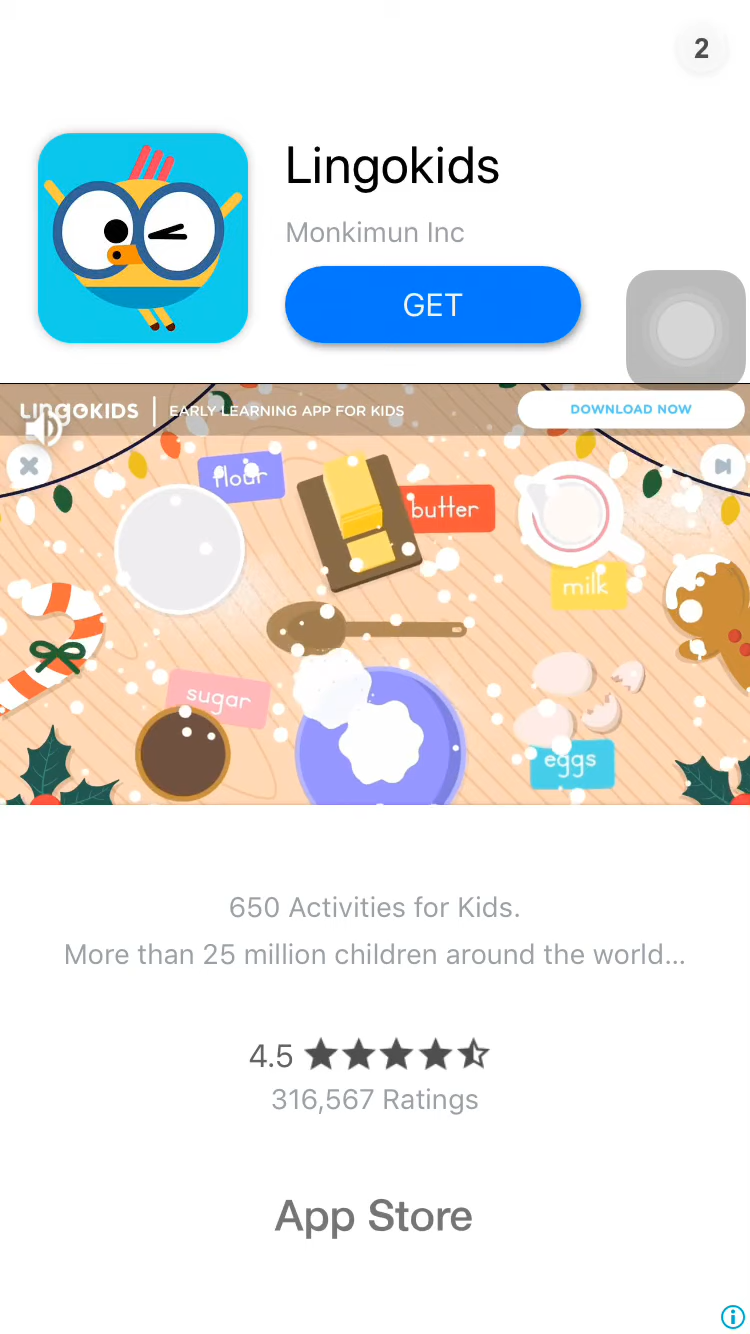 2
Lingokids
Monkimun Inc
GET
LINGOKIDS | EARLY LEARNING APP FOR KIDS
DOWNLOAD NOW
flour
butter
milk
sugar
eggs
650 Activities for Kids.
More than 25 million children around the world...
4.5
316,567 Ratings
App Store